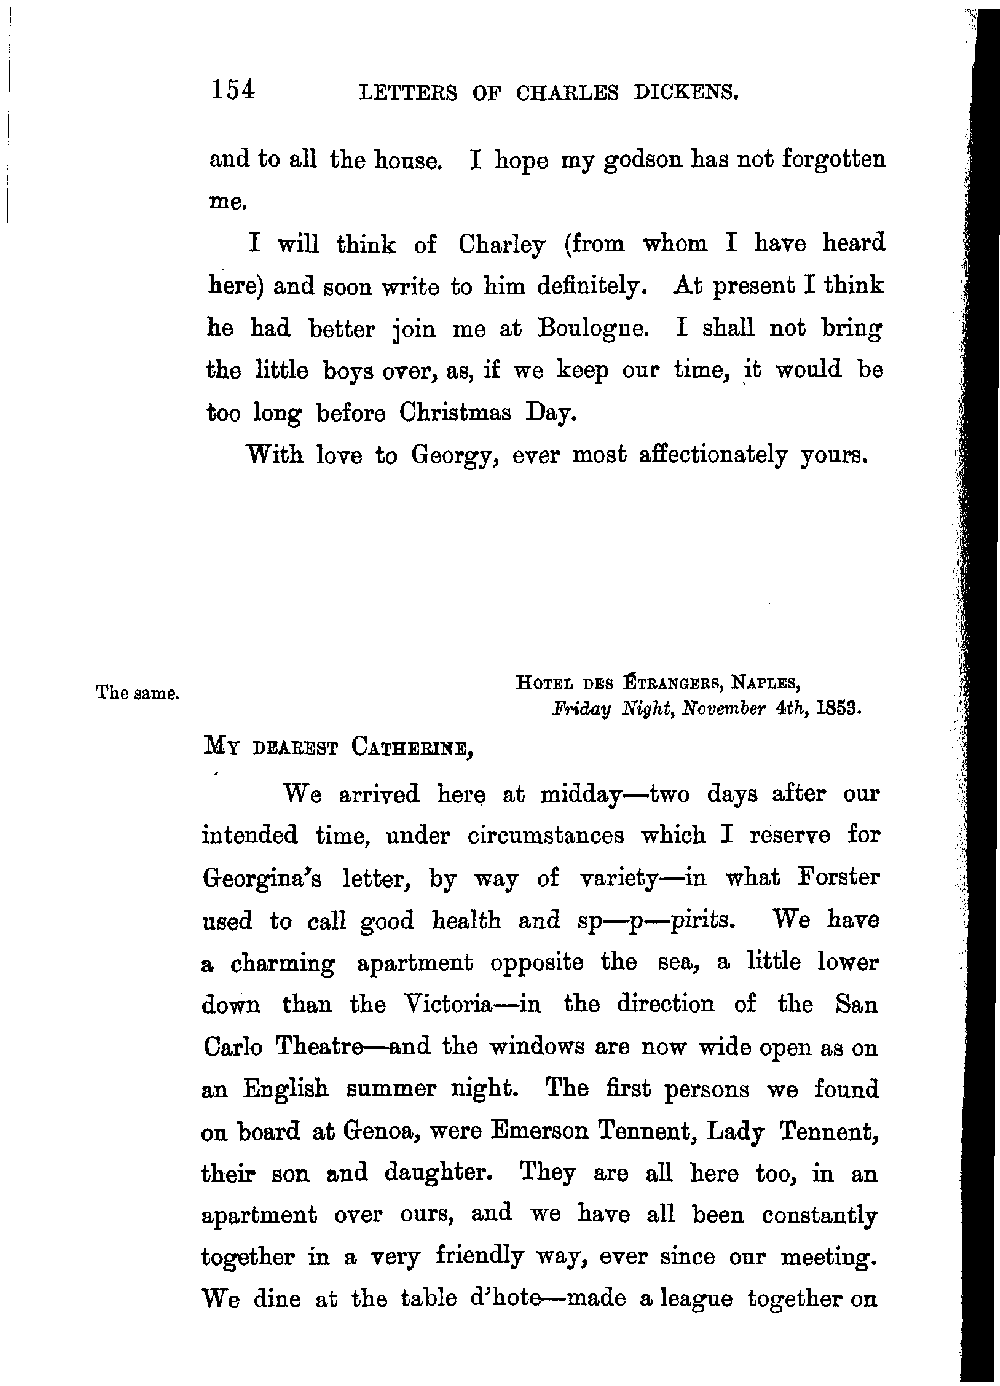 154 LETTERS OF CHARLES DICKENS.
and to all the house. I hope my godson has not forgotten
me.
I will think of Charley (from whom I have heard
here) and soon write to him definitely. At present I think
he had better join me at Boulogne. I shall not bring
the little boys over, as, if we keep our time, it would be
too long before Christmas Day.
With love to Georgy, ever most affectionately yours.
The same.
HOTEL DES ÉTRANGERS, NAPLES,
Friday Night, November 4th, 1853.
MY DEAREST CATHERINE,
We arrived here at midday—two days after our
intended time, under circumstances which I reserve for
Georgina's letter, by way of variety—in what Forster
used to call good health and sp—p—pirits. We have
a charming apartment opposite the sea, a little lower
down than the Victoria—in the direction of the San
Carlo Theatre—and the windows are now wide open as on
an English summer night. The first persons we found
on board at Genoa, were Emerson Tennent, Lady Tennent,
their son and daughter. They are all here too, in an
apartment over ours, and we have all been constantly
together in a very friendly way, ever since our meeting.
We dine at the table d'hote—made a league together on